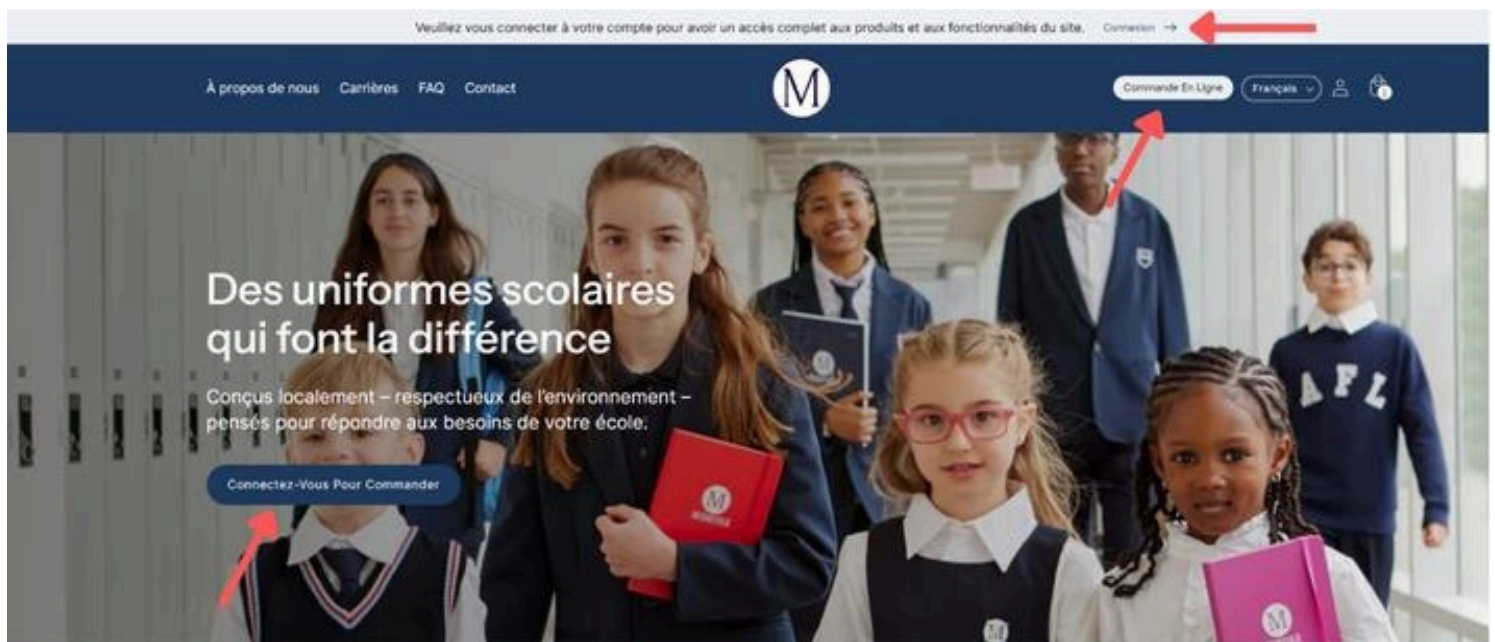 Veuillez vous connecter à votre compte pour avoir un accès complet aux produits et aux fonctionnalités du site. Connexion →
À propos de nous Carrières FAQ Contact
M
Commande En Ligne Français
Des uniformes scolaires
qui font la différence
Conçus localement – respectueux de l'environnement –
pensés pour répondre aux besoins de votre école.
Connectez-Vous Pour Commander
AFL
M
M
M